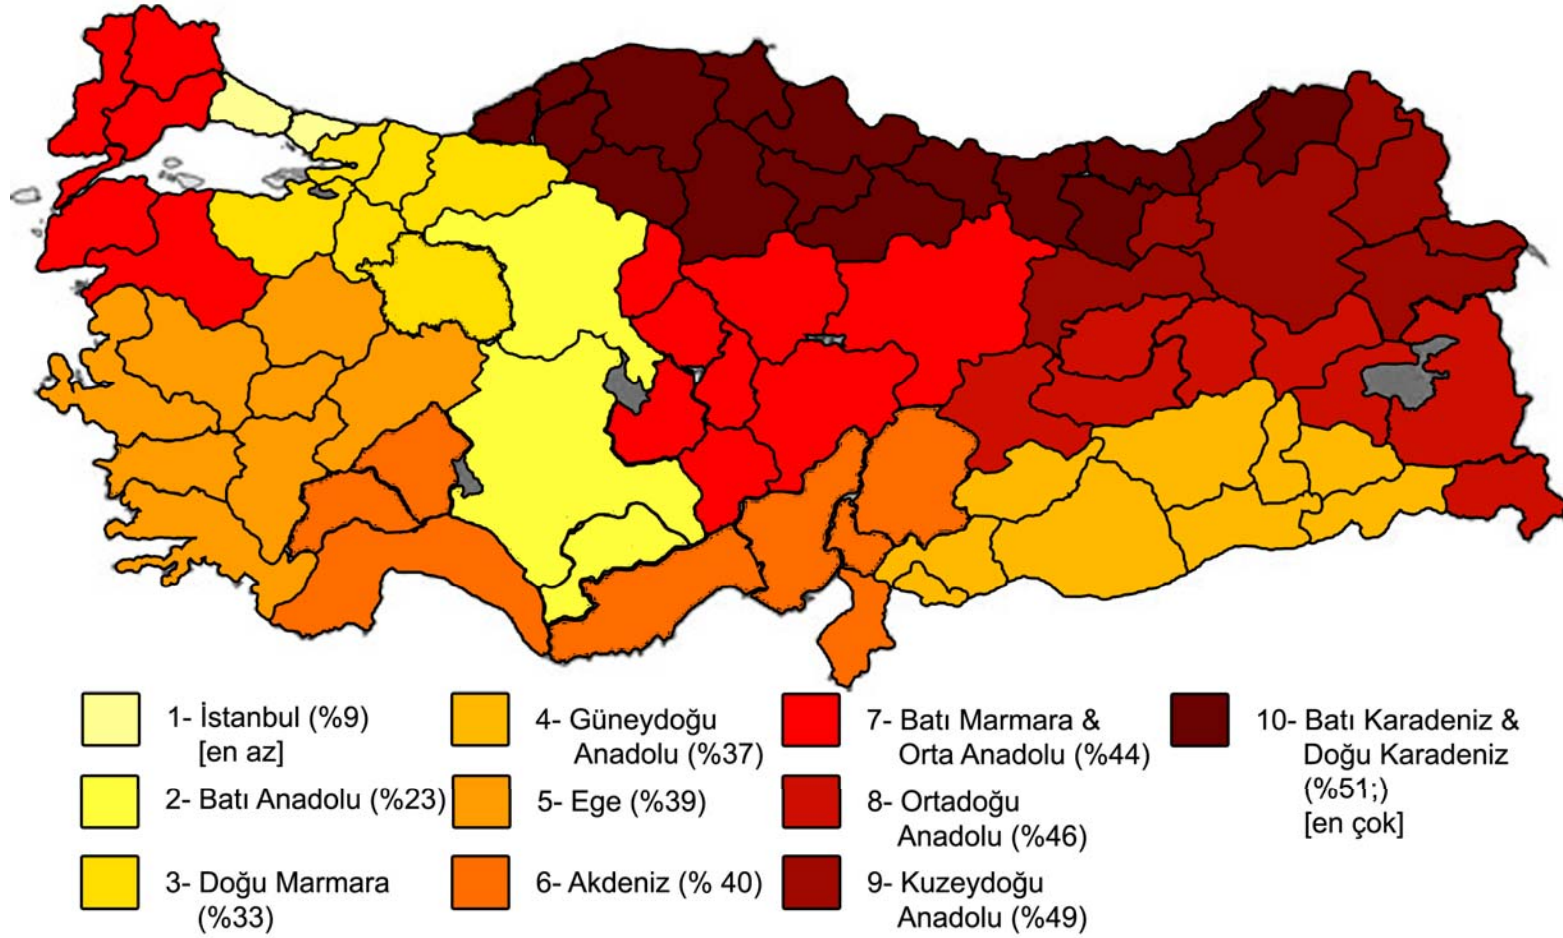 1- İstanbul (%9)
[en az]
2- Batı Anadolu (%23)
3- Doğu Marmara
(%33)
4- Güneydoğu
Anadolu (%37)
5- Ege (%39)
6- Akdeniz (% 40)
7- Batı Marmara &
Orta Anadolu (%44)
8- Ortadoğu
Anadolu (%46)
9- Kuzeydoğu
Anadolu (%49)
10- Batı Karadeniz &
Doğu Karadeniz
(%51;)
[en çok]